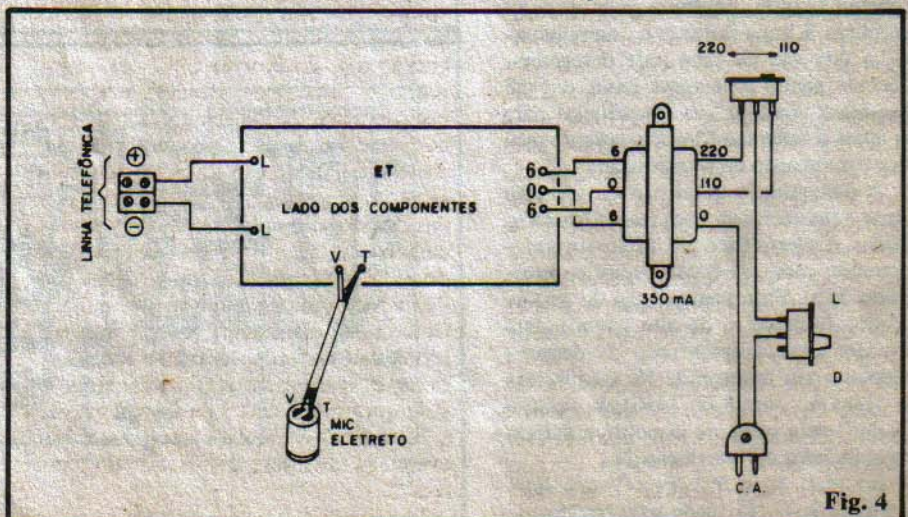 220 110
LINHA TELEFÔNICA
+
-
L
L
ET
LADO DOS COMPONENTES
V T
6
0
6
6
0
6
220
110
0
350 mA
L
D
V T
MIC
ELETRETO
C.A.
Fig. 4